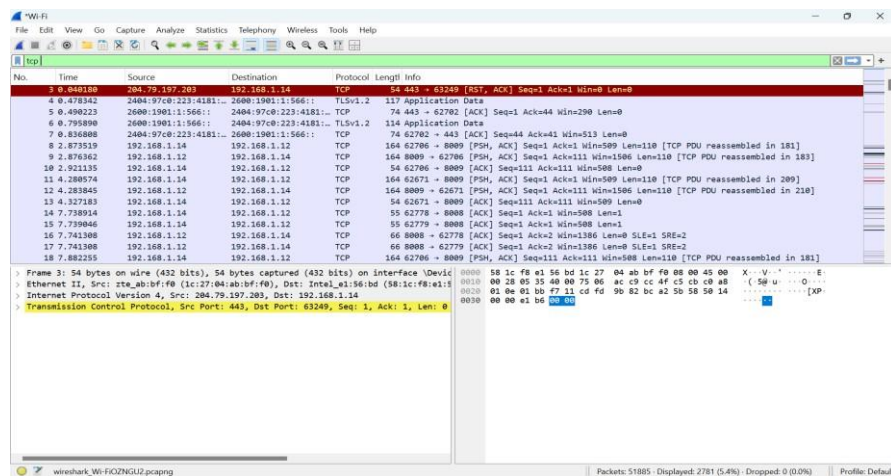 *Wi-Fi
File Edit View Go Capture Analyze Statistics Telephony Wireless Tools Help
tcp
No. Time Source Destination Protocol Lengtl Info
3 0.040180 204.79.197.203 192.168.1.14 TCP 54 443 → 63249 [RST, ACK] Seq=1 Ack=1 Win=0 Len=0
4 0.478342 2404:97c0:223:4181:… 2600:1901:1:566:: TLSv1.2 117 Application Data
5 0.490223 2600:1901:1:566:: 2404:97c0:223:4181:… TCP 74 443 → 62702 [ACK] Seq=1 Ack=44 Win=290 Len=0
6 0.795890 2600:1901:1:566:: 2404:97c0:223:4181:… TLSv1.2 114 Application Data
7 0.836808 2404:97c0:223:4181:… 2600:1901:1:566:: TCP 74 62702 → 443 [ACK] Seq=44 Ack=41 Win=513 Len=0
8 2.873519 192.168.1.14 192.168.1.12 TCP 164 62706 → 8009 [PSH, ACK] Seq=1 Ack=1 Win=509 Len=110 [TCP PDU reassembled in 181]
9 2.876362 192.168.1.12 192.168.1.14 TCP 164 8009 → 62706 [PSH, ACK] Seq=1 Ack=111 Win=1506 Len=110 [TCP PDU reassembled in 183]
10 2.921135 192.168.1.14 192.168.1.12 TCP 54 62706 → 8009 [ACK] Seq=111 Ack=111 Win=508 Len=0
11 4.280574 192.168.1.14 192.168.1.12 TCP 164 62671 → 8009 [PSH, ACK] Seq=1 Ack=1 Win=509 Len=110 [TCP PDU reassembled in 209]
12 4.283845 192.168.1.12 192.168.1.14 TCP 164 8009 → 62671 [PSH, ACK] Seq=1 Ack=111 Win=1506 Len=110 [TCP PDU reassembled in 210]
13 4.327183 192.168.1.14 192.168.1.12 TCP 54 62671 → 8009 [ACK] Seq=111 Ack=111 Win=509 Len=0
14 7.738914 192.168.1.14 192.168.1.12 TCP 55 62778 → 8008 [ACK] Seq=1 Ack=1 Win=508 Len=1
15 7.739046 192.168.1.14 192.168.1.12 TCP 55 62779 → 8008 [ACK] Seq=1 Ack=1 Win=508 Len=1
16 7.741308 192.168.1.12 192.168.1.14 TCP 66 8008 → 62778 [ACK] Seq=1 Ack=2 Win=1386 Len=0 SLE=1 SRE=2
17 7.741308 192.168.1.12 192.168.1.14 TCP 66 8008 → 62779 [ACK] Seq=1 Ack=2 Win=1386 Len=0 SLE=1 SRE=2
18 7.882255 192.168.1.14 192.168.1.12 TCP 164 62706 → 8009 [PSH, ACK] Seq=111 Ack=111 Win=508 Len=110 [TCP PDU reassembled in 181]
Frame 3: 54 bytes on wire (432 bits), 54 bytes captured (432 bits) on interface \Devic
Ethernet II, Src: zte_ab:bf:f0 (1c:27:04:ab:bf:f0), Dst: Intel_e1:56:bd (58:1c:f8:e1:5
Internet Protocol Version 4, Src: 204.79.197.203, Dst: 192.168.1.14
Transmission Control Protocol, Src Port: 443, Dst Port: 63249, Seq: 1, Ack: 1, Len: 0
0000 58 1c f8 e1 56 bd 1c 27 04 ab bf f0 08 00 45 00 X···V··' ······E·
0010 00 28 05 35 40 00 75 06 ac c9 cc 4f c5 cb c0 a8 ·(·5@·u· ···O····
0020 01 0e 01 bb f7 11 cd fd 9b 82 bc a2 5b 58 50 14 ········ ····[XP·
0030 00 00 e1 b6 00 00 ······
wireshark_Wi-FiOZNGU2.pcapng Packets: 51885 · Displayed: 2781 (5.4%) · Dropped: 0 (0.0%) Profile: Defaul